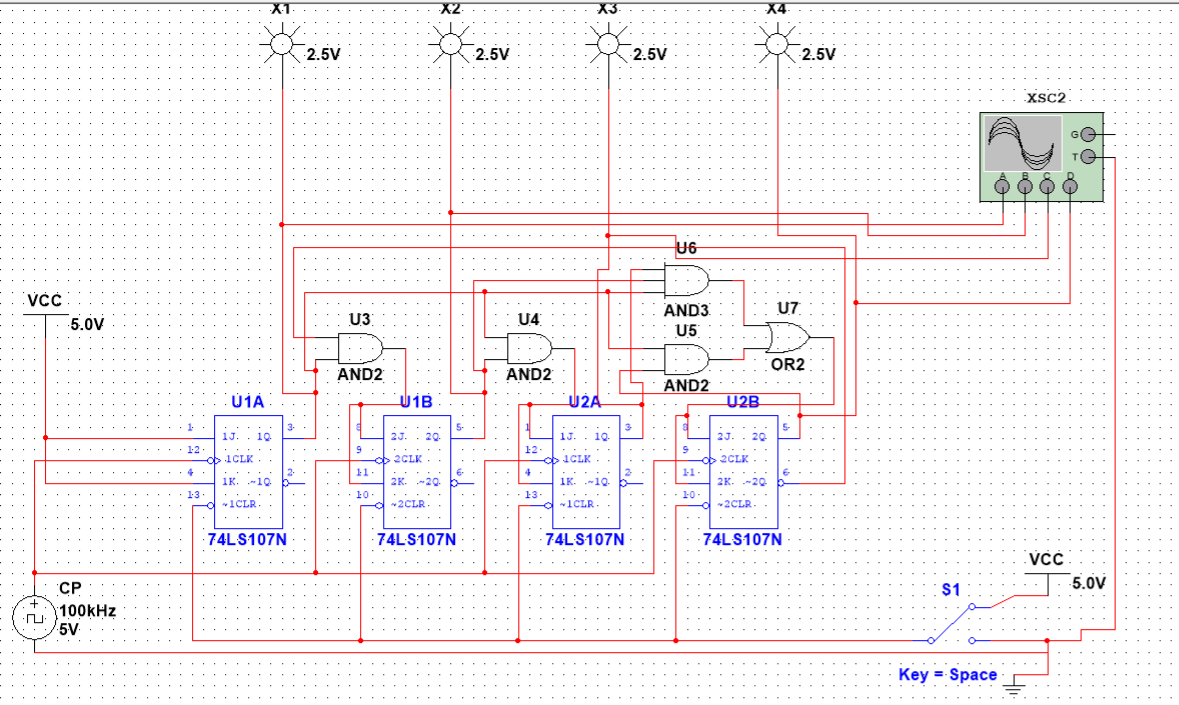 X1
X2
X3
X4
2.5V
2.5V
2.5V
2.5V
XSC2
G
T
A
B
C
D
U6
AND3
VCC
5.0V
U3
AND2
U4
AND2
U5
AND2
U7
OR2
U1A
U1B
U2A
U2B
1
1J
1Q
3
12
1CLK
4
1K
~1Q
2
13
~1CLR
74LS107N
8
2J
2Q
5
9
2CLK
11
2K
~2Q
6
10
~2CLR
74LS107N
1
1J
1Q
3
12
1CLK
4
1K
~1Q
2
13
~1CLR
74LS107N
8
2J
2Q
5
9
2CLK
11
2K
~2Q
6
10
~2CLR
74LS107N
CP
100kHz
5V
VCC
5.0V
S1
Key = Space